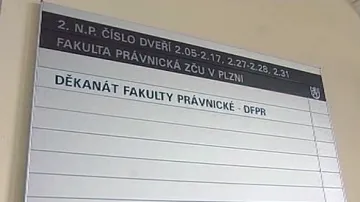 2. N.P. ČÍSLO DVEŘÍ 2.05-2.17, 2.27-2.28, 2.31
FAKULTA PRÁVNICKÁ ZČU V PLZNI
DĚKANÁT FAKULTY PRÁVNICKÉ - DFPR